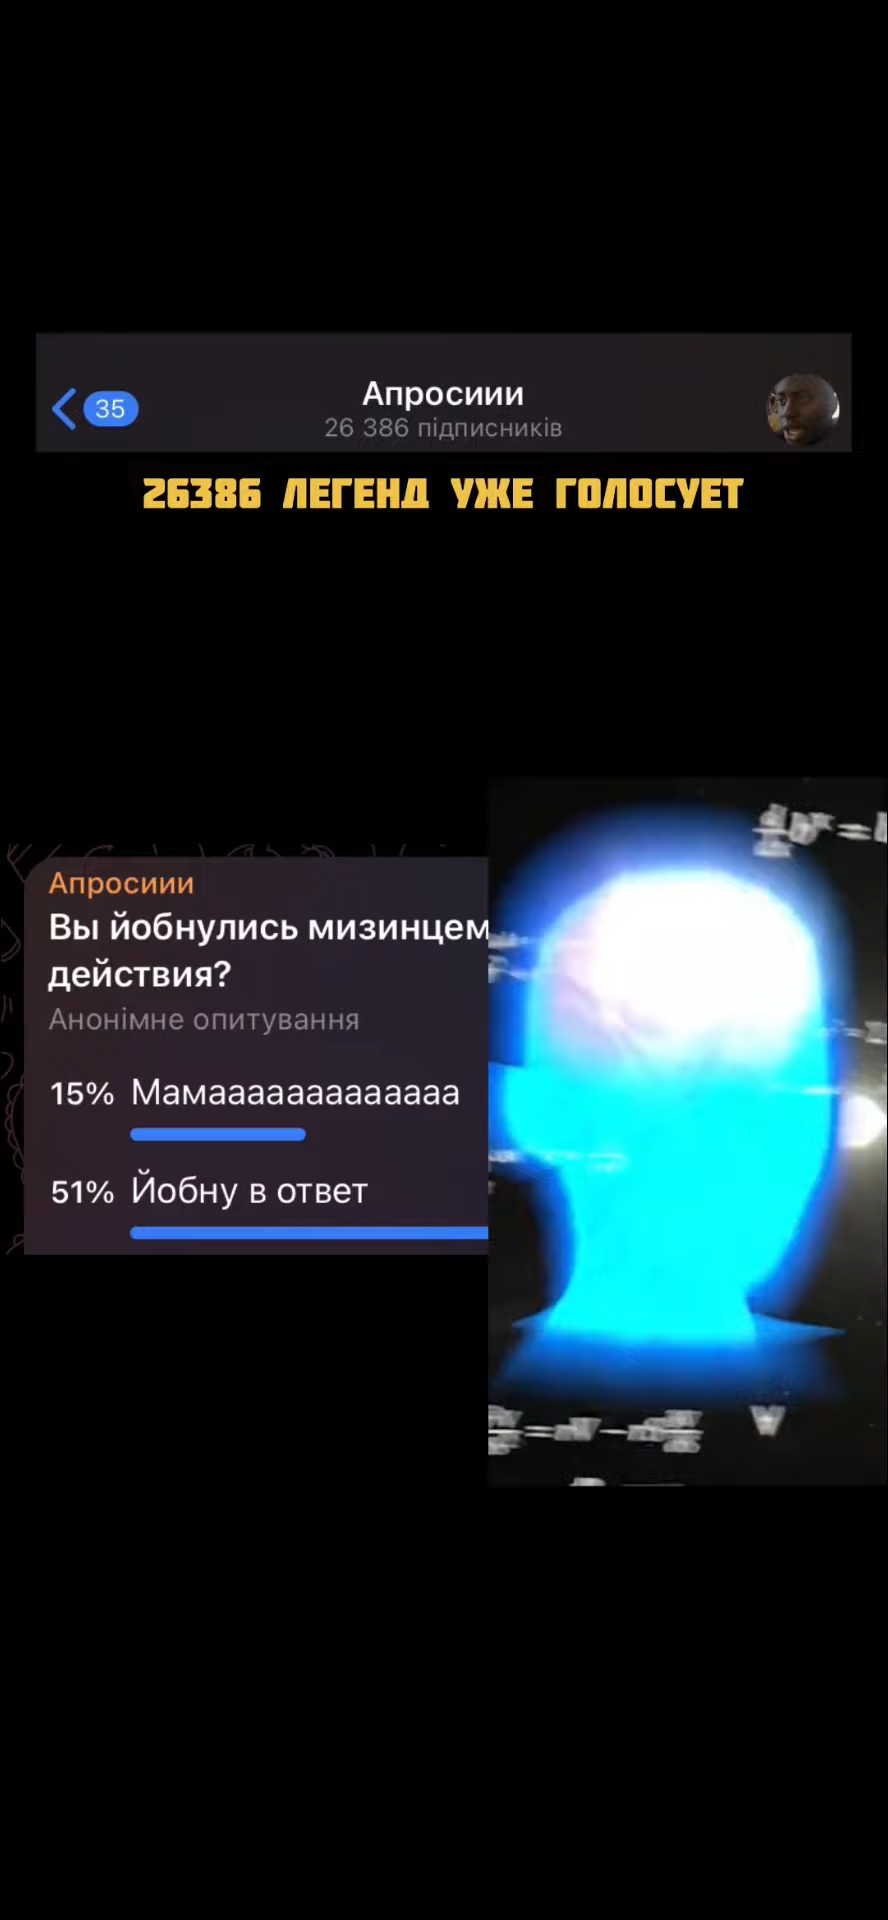 35
Апросиии
26 386 підписників
26386 ЛЕГЕНД УЖЕ ГОЛОСУЕТ
Апросиии
Вы йобнулись мизинцем
действия?
Анонімне опитування
15% Мамааааааааааааа
51% Йобну в ответ